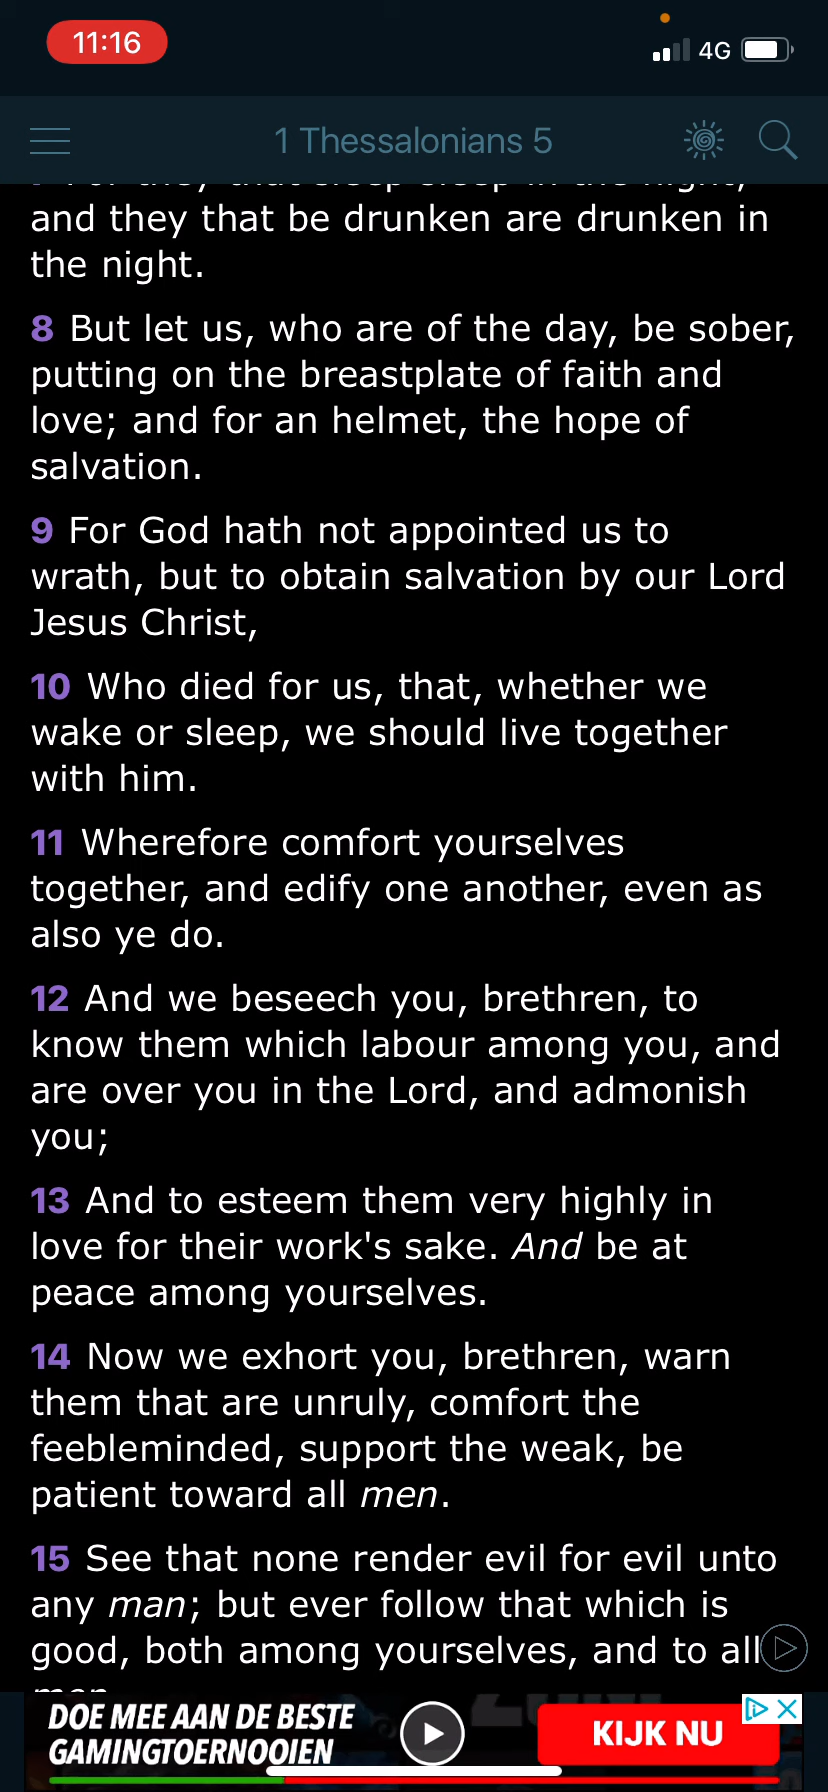 11:16
4G
1 Thessalonians 5
and they that be drunken are drunken in
the night.
8 But let us, who are of the day, be sober,
putting on the breastplate of faith and
love; and for an helmet, the hope of
salvation.
9 For God hath not appointed us to
wrath, but to obtain salvation by our Lord
Jesus Christ,
10 Who died for us, that, whether we
wake or sleep, we should live together
with him.
11 Wherefore comfort yourselves
together, and edify one another, even as
also ye do.
12 And we beseech you, brethren, to
know them which labour among you, and
are over you in the Lord, and admonish
you;
13 And to esteem them very highly in
love for their work's sake. And be at
peace among yourselves.
14 Now we exhort you, brethren, warn
them that are unruly, comfort the
feebleminded, support the weak, be
patient toward all men.
15 See that none render evil for evil unto
any man; but ever follow that which is
good, both among yourselves, and to all
DOE MEE AAN DE BESTE
GAMINGTOERNOOIEN
KIJK NU